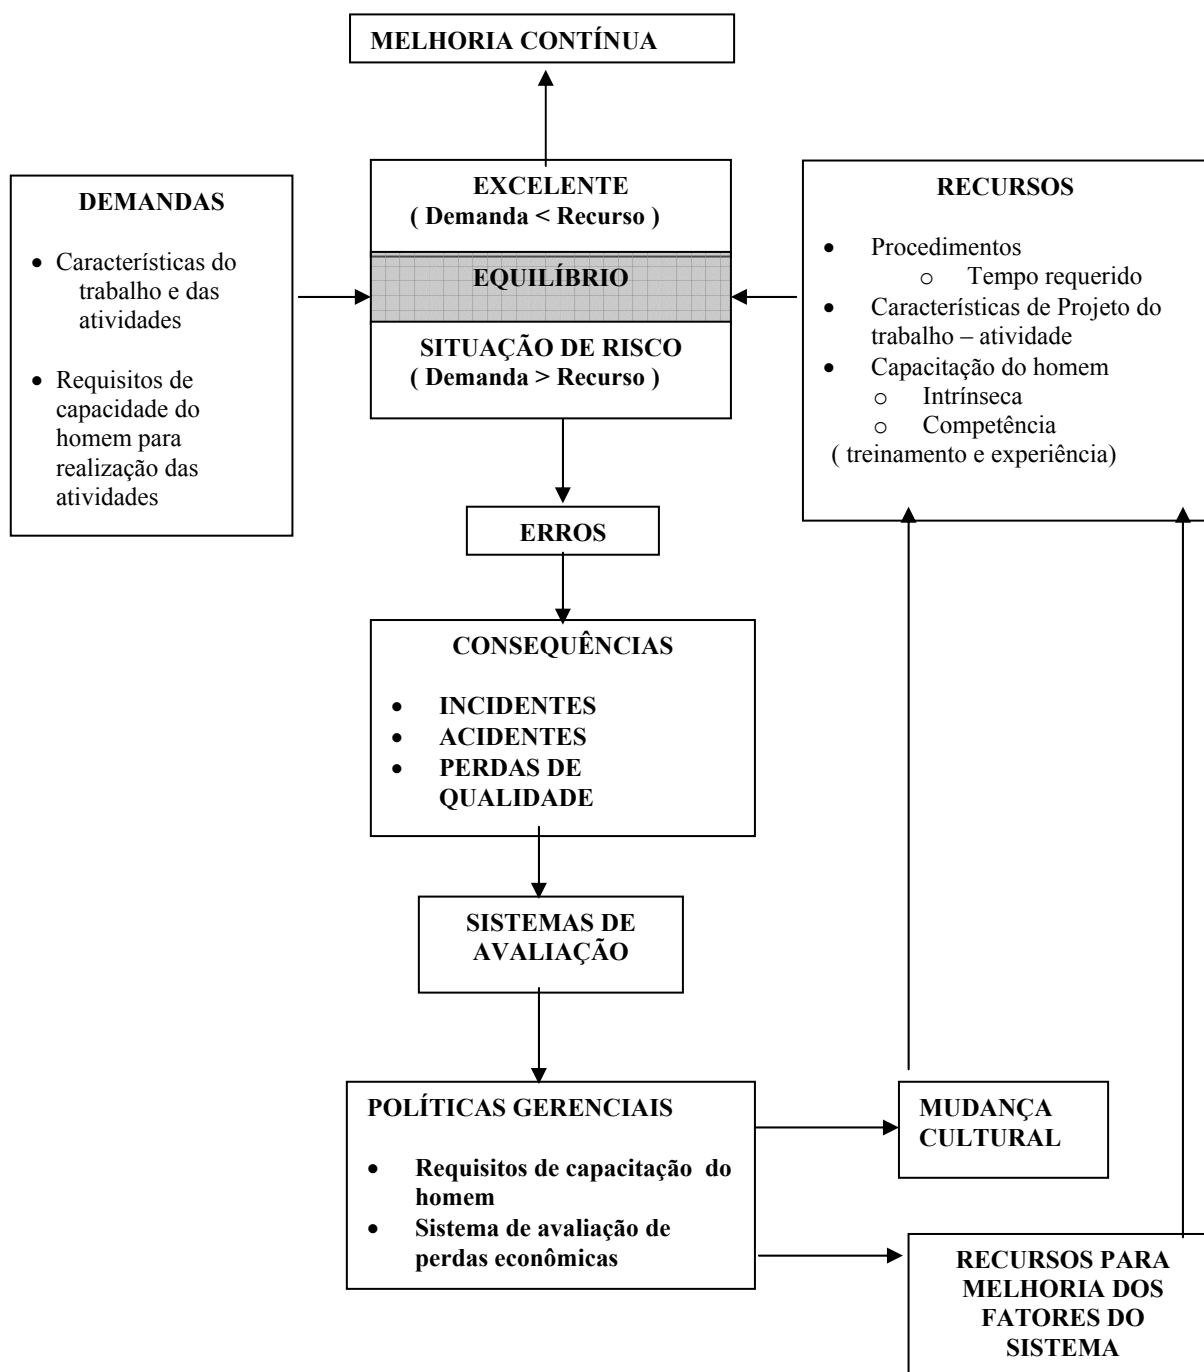 MELHORIA CONTÍNUA
DEMANDAS
• Características do
trabalho e das
atividades
• Requisitos de
capacidade do
homem para
realização das
atividades
EXCELENTE
( Demanda < Recurso )
EQUILÍBRIO
SITUAÇÃO DE RISCO
( Demanda > Recurso )
RECURSOS
• Procedimentos
o Tempo requerido
• Características de Projeto do
trabalho – atividade
• Capacitação do homem
o Intrínseca
o Competência
( treinamento e experiência)
ERROS
CONSEQUÊNCIAS
• INCIDENTES
• ACIDENTES
• PERDAS DE
QUALIDADE
SISTEMAS DE
AVALIAÇÃO
POLÍTICAS GERENCIAIS
• Requisitos de capacitação do
homem
• Sistema de avaliação de
perdas econômicas
MUDANÇA
CULTURAL
RECURSOS PARA
MELHORIA DOS
FATORES DO
SISTEMA